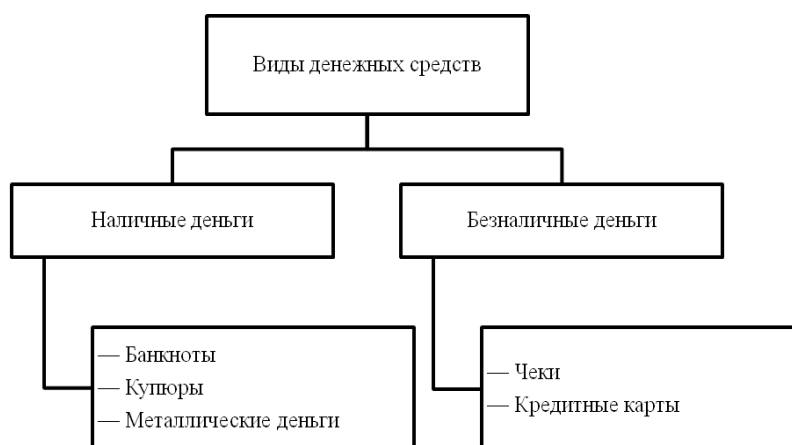 Виды денежных средств
Наличные деньги
Безналичные деньги
— Банкноты
— Купюры
— Металлические деньги
— Чеки
— Кредитные карты